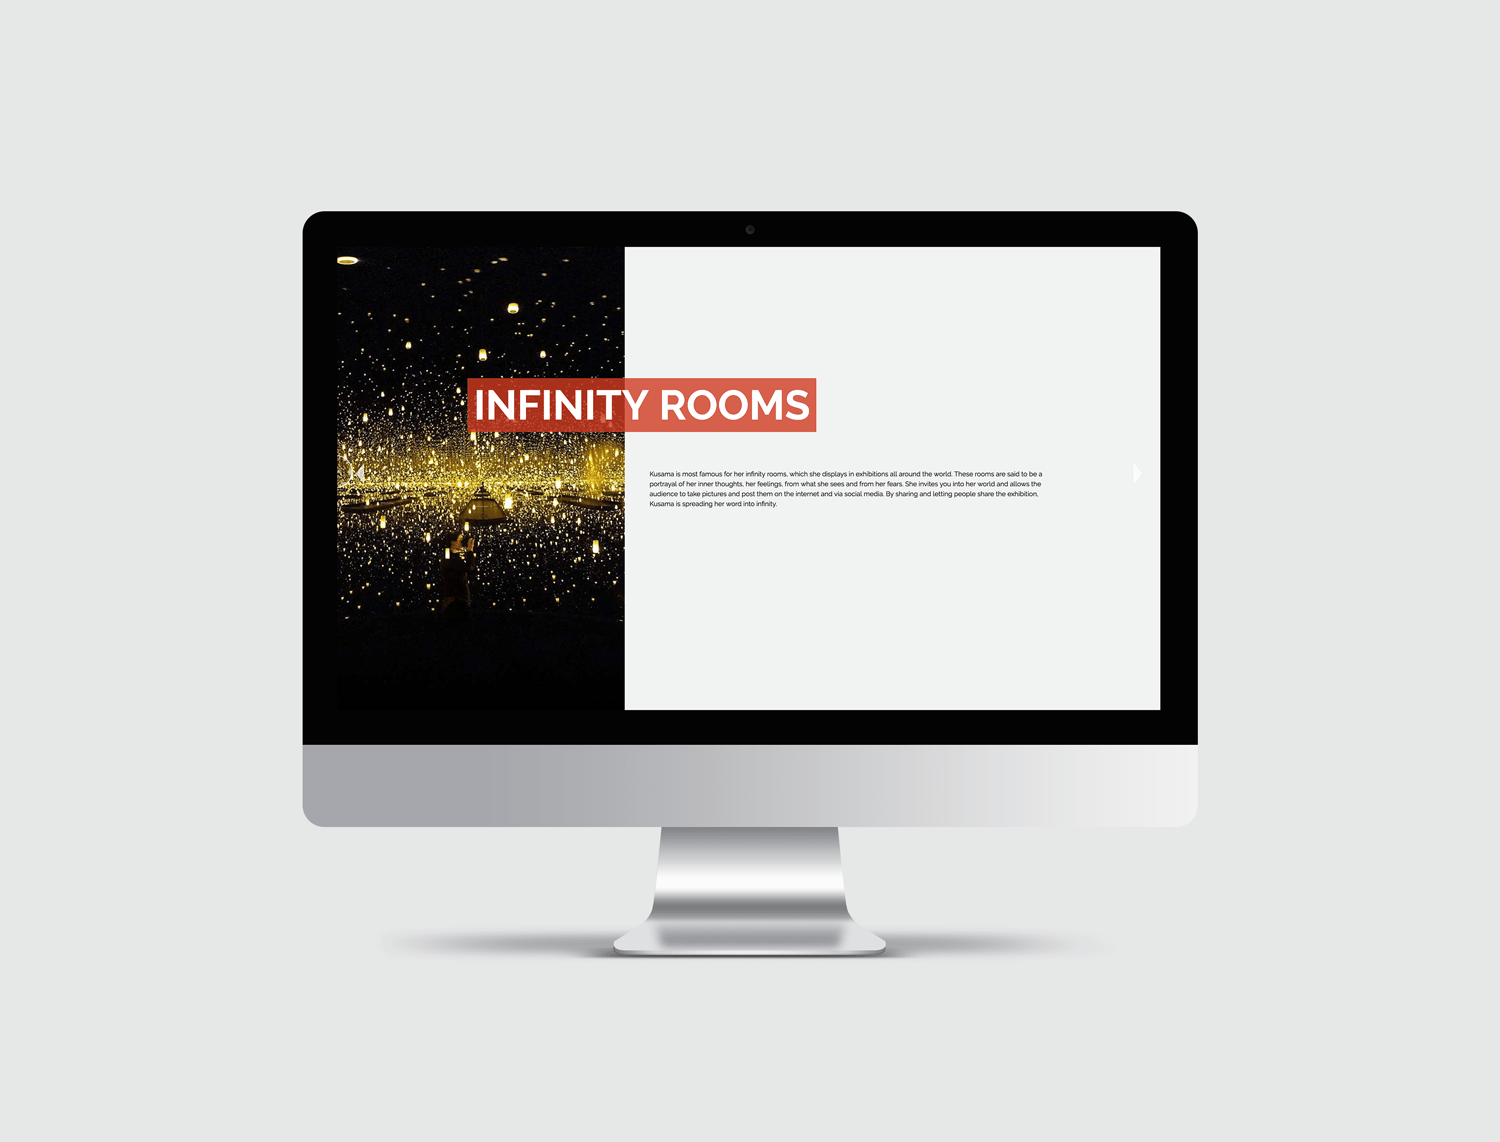 INFINITY ROOMS
Kusama is most famous for her infinity rooms, which she displays in exhibitions all around the world. These rooms are said to be a
portrayal of her inner thoughts, her feelings, from what she sees and from her fears. She invites you into her world and allows the
audience to take pictures and post them on the internet and via social media. By sharing and letting people share the exhibition,
Kusama is spreading her word into infinity.